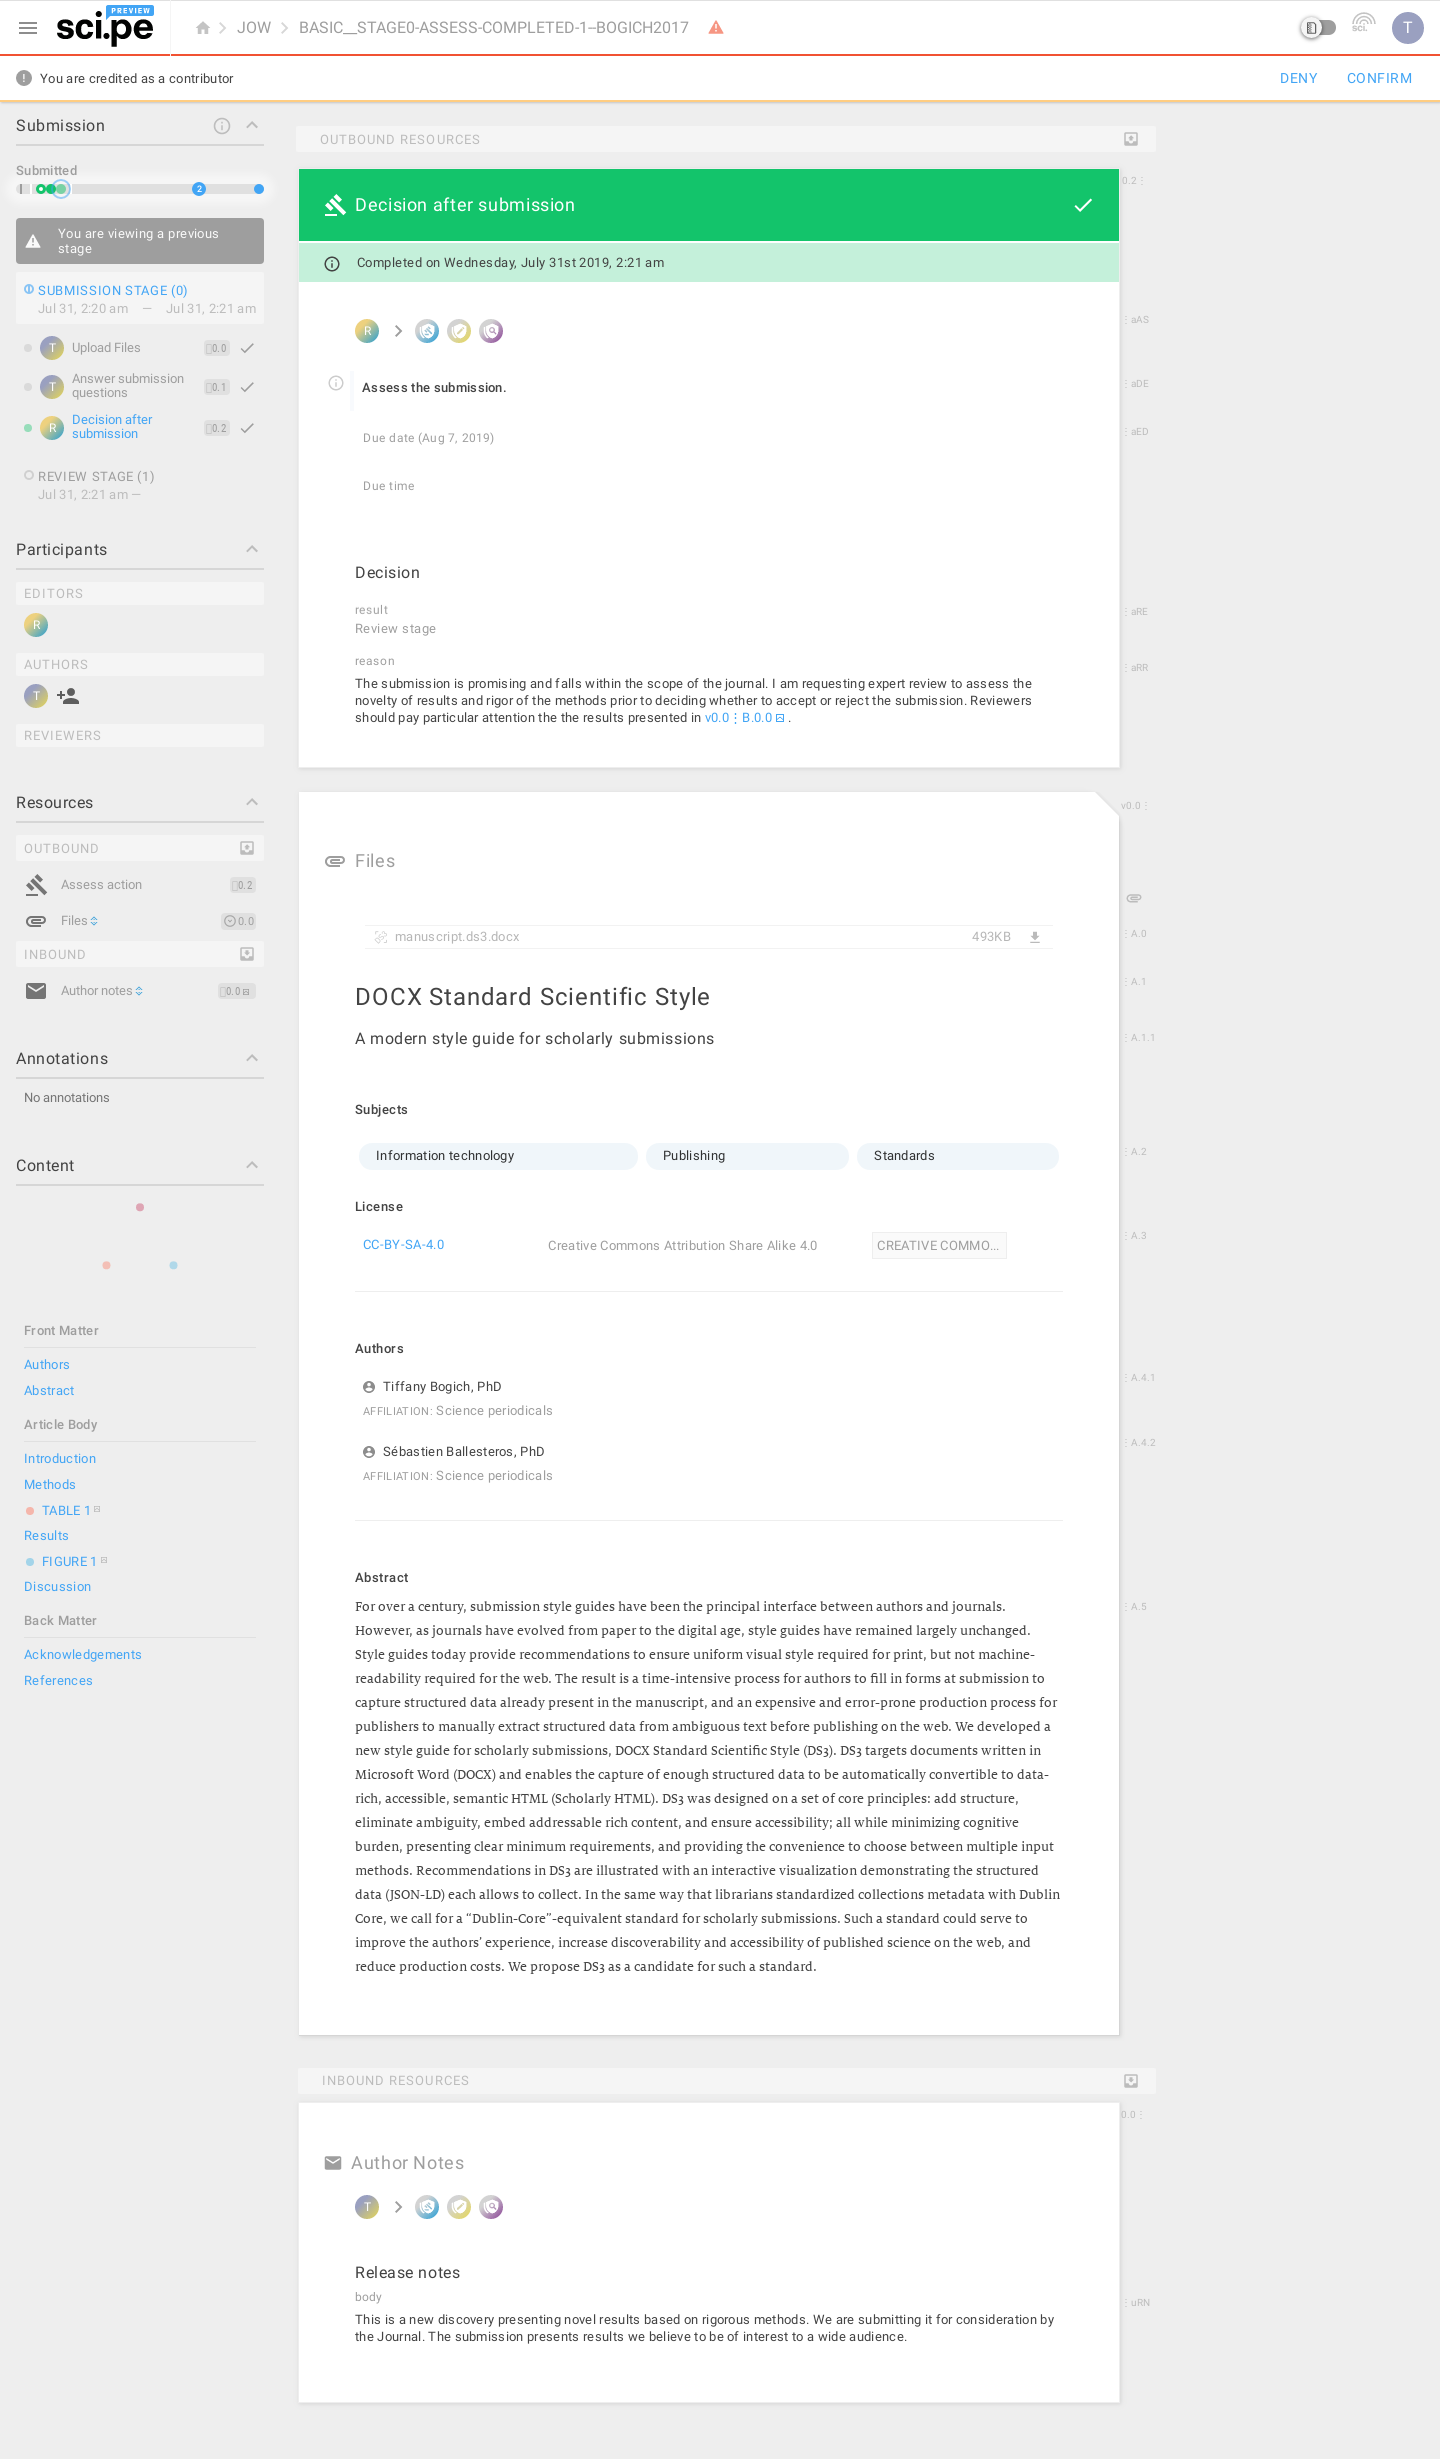 PREVIEW
sci.pe
JOW
BASIC__STAGE0-ASSESS-COMPLETED-1--BOGICH2017
sci.
T
You are credited as a contributor
DENY
CONFIRM
Submission
Submitted
2
You are viewing a previous
stage
SUBMISSION STAGE (0)
Jul 31, 2:20 am — Jul 31, 2:21 am
T Upload Files 0.0
T Answer submission
questions 0.1
R Decision after
submission 0.2
REVIEW STAGE (1)
Jul 31, 2:21 am —
Participants
EDITORS
R
AUTHORS
T
REVIEWERS
Resources
OUTBOUND
Assess action 0.2
Files 0.0
INBOUND
Author notes 0.0
Annotations
No annotations
Content
Front Matter
Authors
Abstract
Article Body
Introduction
Methods
TABLE 1
Results
FIGURE 1
Discussion
Back Matter
Acknowledgements
References
OUTBOUND RESOURCES
0.2⋮
Decision after submission
Completed on Wednesday, July 31st 2019, 2:21 am
R
⋮ aAS
Assess the submission.
⋮ aDE
Due date (Aug 7, 2019)
⋮ aED
Due time
Decision
result
⋮ aRE
Review stage
reason
⋮ aRR
The submission is promising and falls within the scope of the journal. I am requesting expert review to assess the
novelty of results and rigor of the methods prior to deciding whether to accept or reject the submission. Reviewers
should pay particular attention the the results presented in v0.0⋮B.0.0 .
v0.0⋮
Files
manuscript.ds3.docx 493KB
⋮ A.0
⋮ A.1
DOCX Standard Scientific Style
A modern style guide for scholarly submissions
⋮ A.1.1
Subjects
Information technology
Publishing
Standards
⋮ A.2
License
⋮ A.3
CC-BY-SA-4.0
Creative Commons Attribution Share Alike 4.0
CREATIVE COMMO...
Authors
⋮ A.4.1
Tiffany Bogich, PhD
AFFILIATION: Science periodicals
⋮ A.4.2
Sébastien Ballesteros, PhD
AFFILIATION: Science periodicals
Abstract
⋮ A.5
For over a century, submission style guides have been the principal interface between authors and journals.
However, as journals have evolved from paper to the digital age, style guides have remained largely unchanged.
Style guides today provide recommendations to ensure uniform visual style required for print, but not machine-
readability required for the web. The result is a time-intensive process for authors to fill in forms at submission to
capture structured data already present in the manuscript, and an expensive and error-prone production process for
publishers to manually extract structured data from ambiguous text before publishing on the web. We developed a
new style guide for scholarly submissions, DOCX Standard Scientific Style (DS3). DS3 targets documents written in
Microsoft Word (DOCX) and enables the capture of enough structured data to be automatically convertible to data-
rich, accessible, semantic HTML (Scholarly HTML). DS3 was designed on a set of core principles: add structure,
eliminate ambiguity, embed addressable rich content, and ensure accessibility; all while minimizing cognitive
burden, presenting clear minimum requirements, and providing the convenience to choose between multiple input
methods. Recommendations in DS3 are illustrated with an interactive visualization demonstrating the structured
data (JSON-LD) each allows to collect. In the same way that librarians standardized collections metadata with Dublin
Core, we call for a “Dublin-Core”-equivalent standard for scholarly submissions. Such a standard could serve to
improve the authors’ experience, increase discoverability and accessibility of published science on the web, and
reduce production costs. We propose DS3 as a candidate for such a standard.
INBOUND RESOURCES
0.0⋮
Author Notes
T
Release notes
body
⋮ uRN
This is a new discovery presenting novel results based on rigorous methods. We are submitting it for consideration by
the Journal. The submission presents results we believe to be of interest to a wide audience.